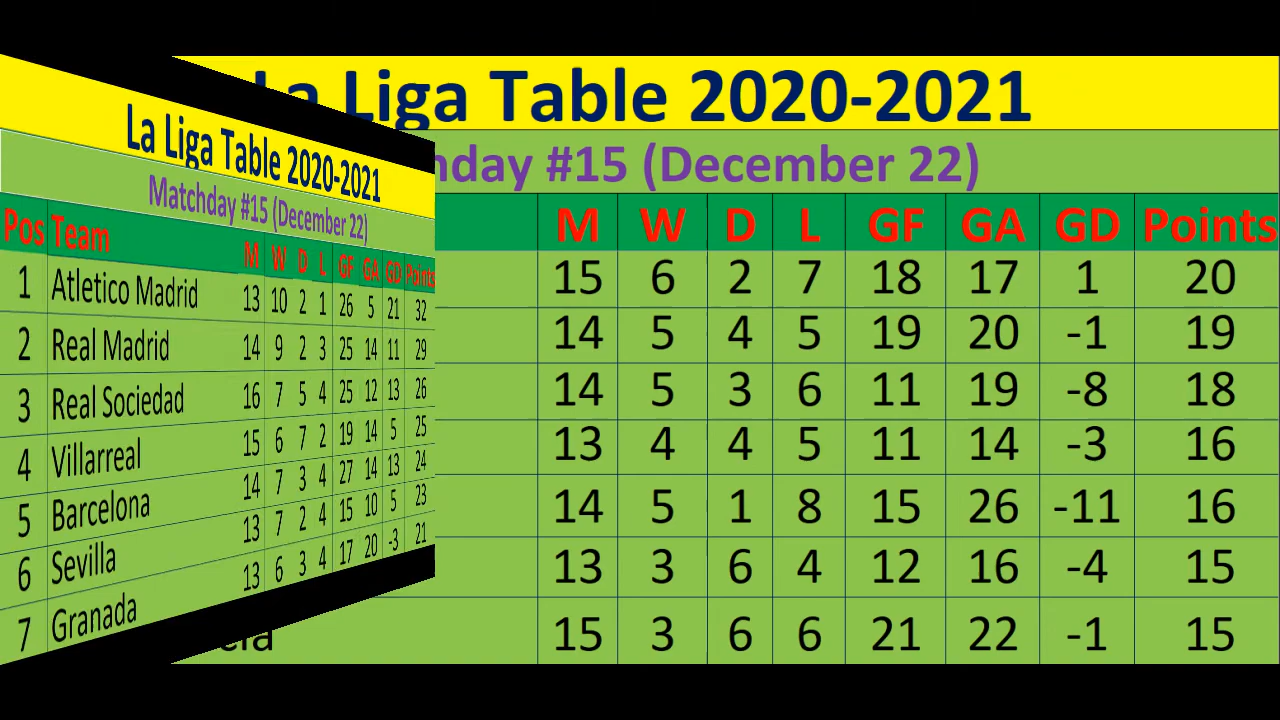 La Liga Table 2020-2021
Matchday #15 (December 22)
Pos Team M W D L GF GA GD Points
1 Atletico Madrid 13 10 2 1 26 5 21 32
2 Real Madrid 14 9 2 3 25 14 11 29
3 Real Sociedad 16 7 5 4 25 12 13 26
4 Villarreal 15 6 7 2 19 14 5 25
5 Barcelona 14 7 3 4 27 14 13 24
6 Sevilla 13 7 2 4 15 10 5 23
7 Granada 13 6 3 4 17 20 -3 21
La Liga Table 2020-2021
#15 (December 22)
M W D L GF GA GD Points
15 6 2 7 18 17 1 20
14 5 4 5 19 20 -1 19
14 5 3 6 11 19 -8 18
13 4 4 5 11 14 -3 16
14 5 1 8 15 26 -11 16
13 3 6 4 12 16 -4 15
15 3 6 6 21 22 -1 15